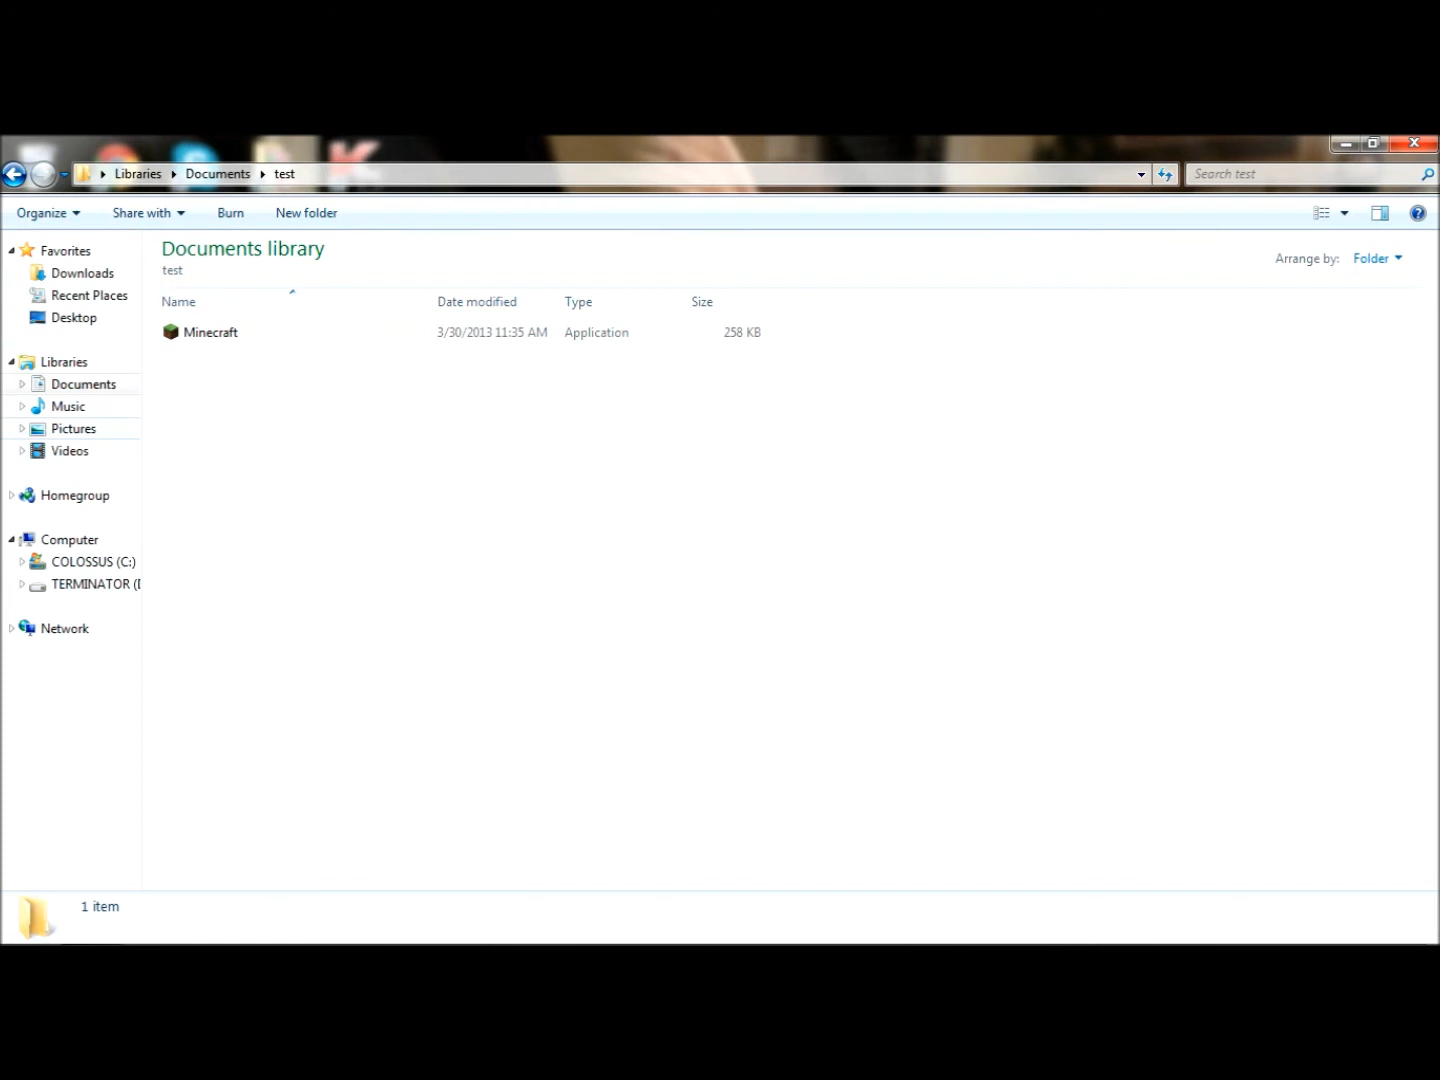 Libraries Documents test
Search test
Organize Share with Burn New folder
Documents library
test
Arrange by: Folder
Name Date modified Type Size
Minecraft 3/30/2013 11:35 AM Application 258 KB
Favorites
Downloads
Recent Places
Desktop
Libraries
Documents
Music
Pictures
Videos
Homegroup
Computer
COLOSSUS (C:)
TERMINATOR (
Network
1 item